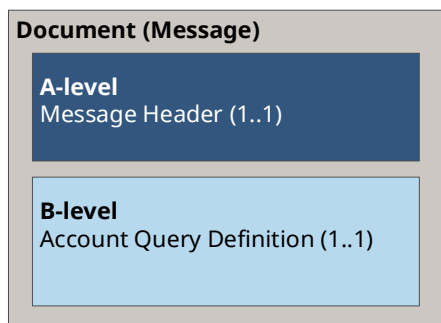 Document (Message)
A-level
Message Header (1..1)
B-level
Account Query Definition (1..1)